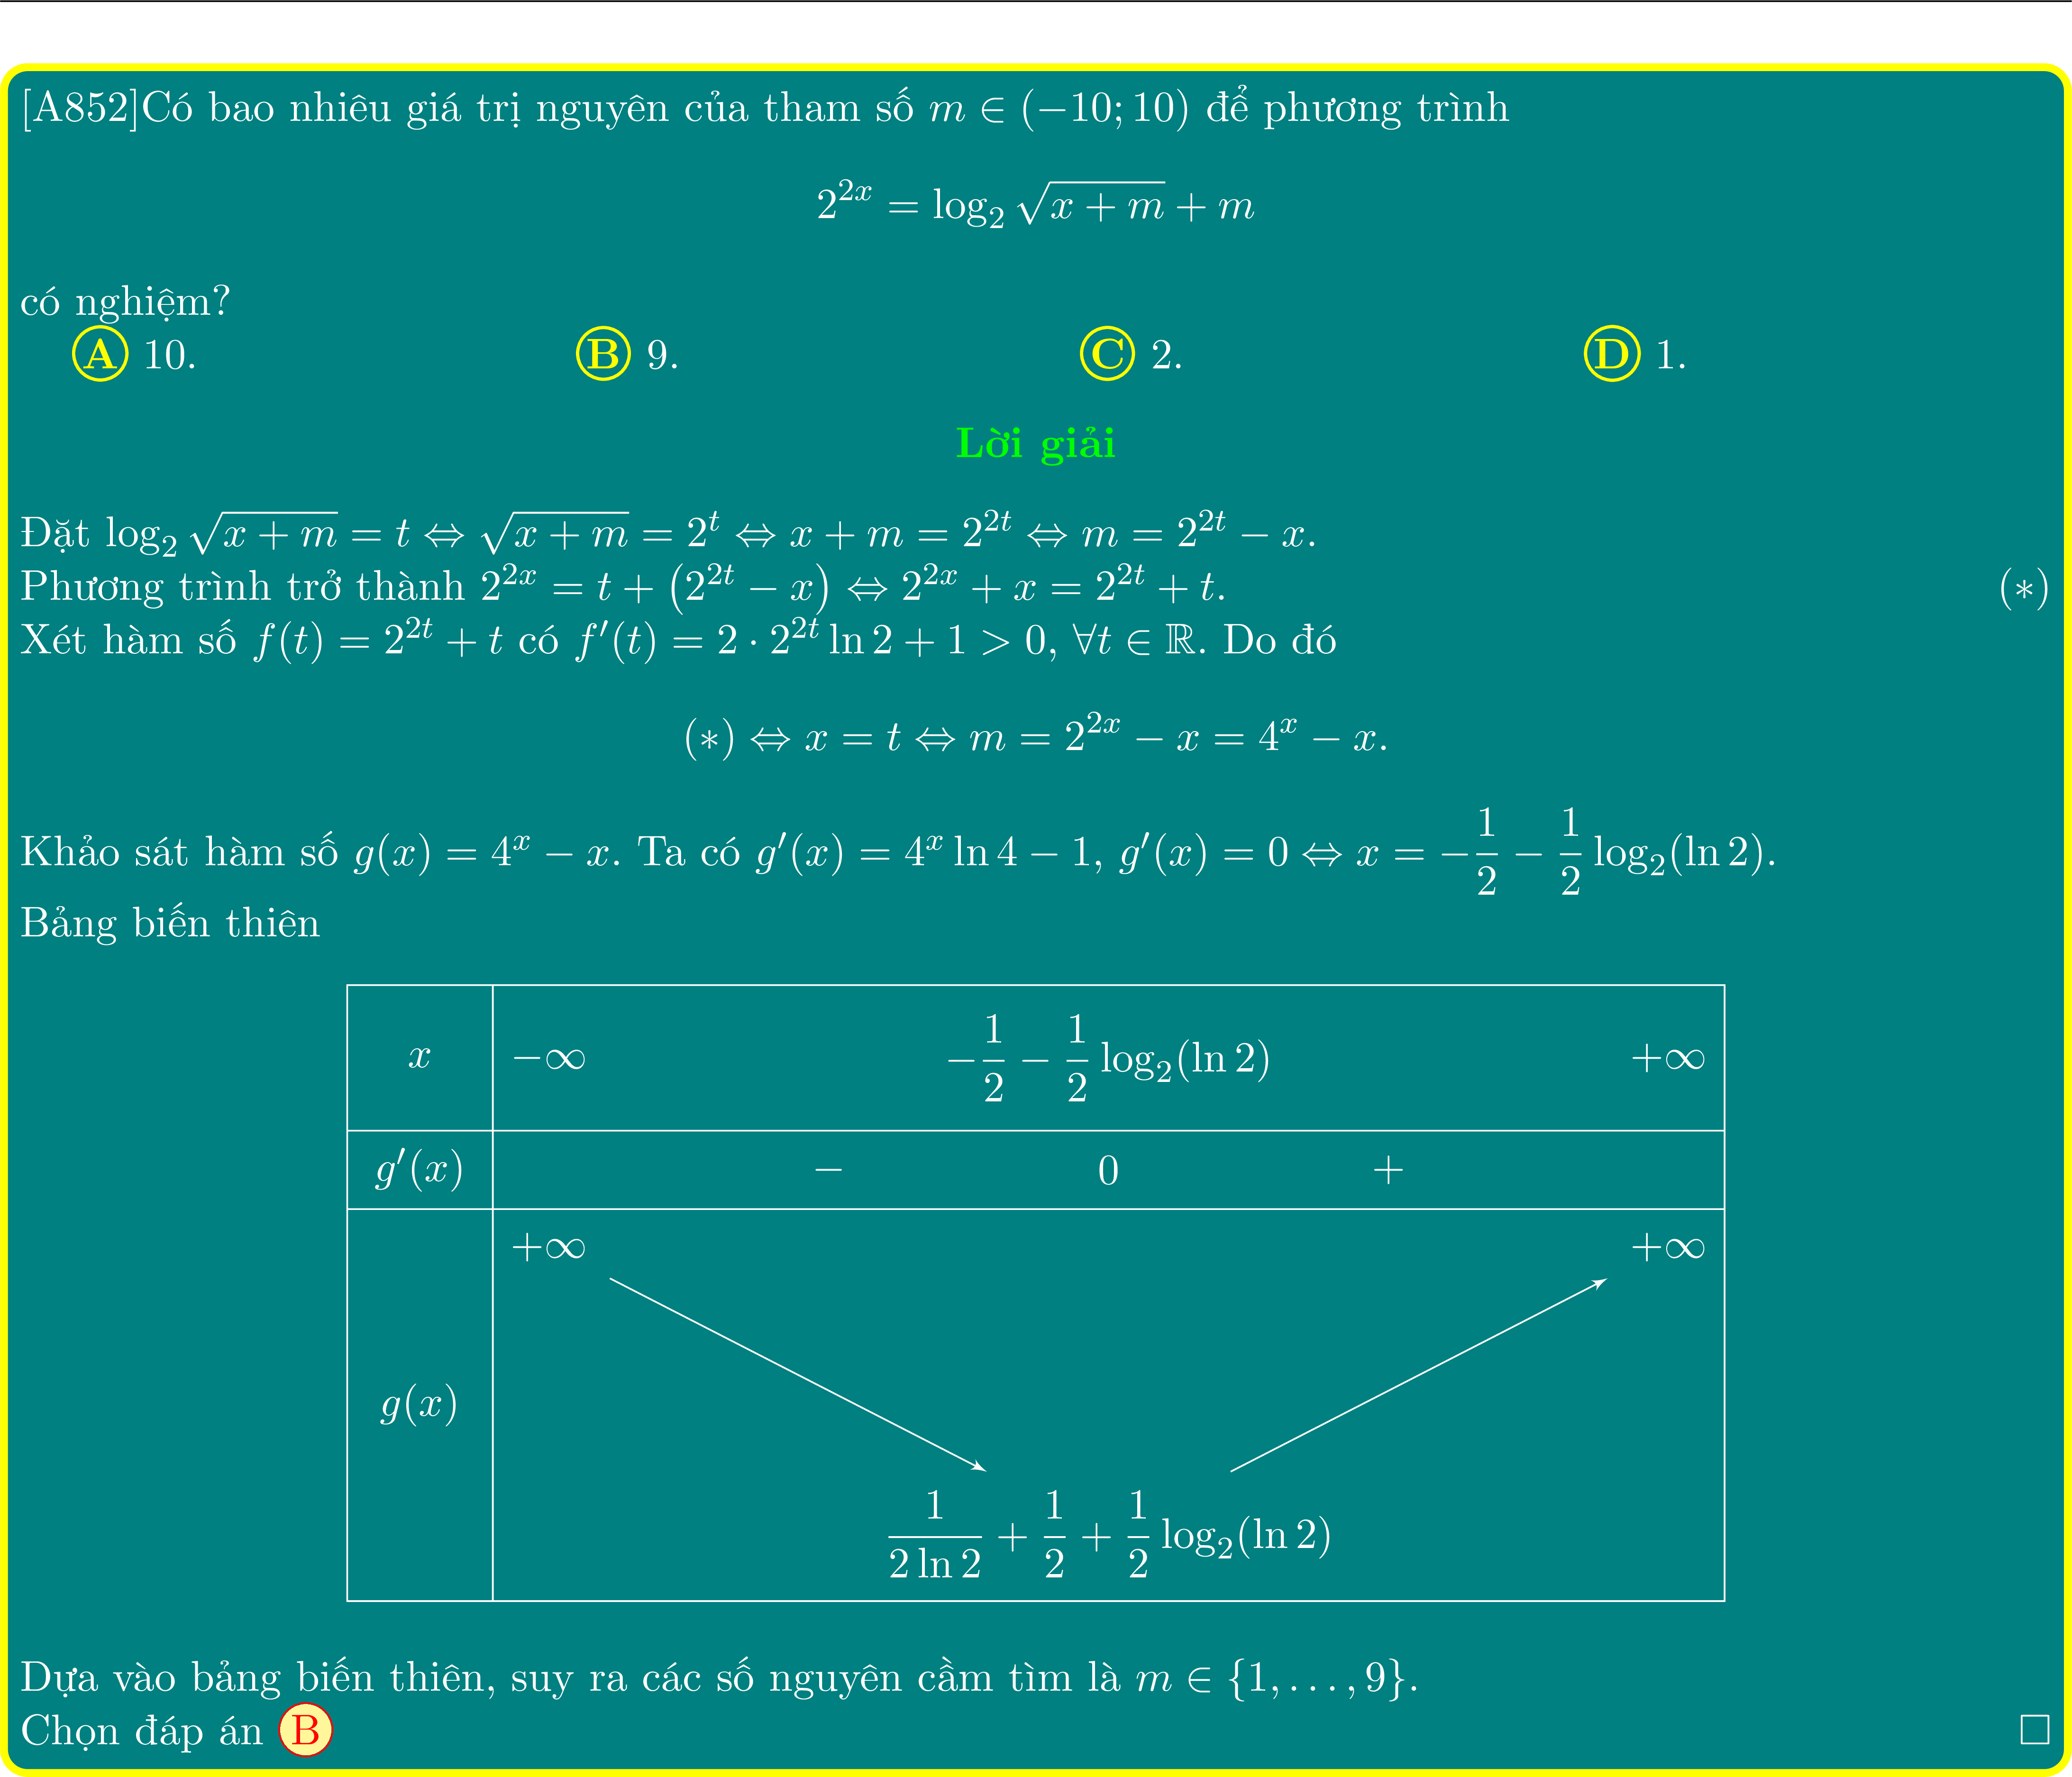 [A852]Có bao nhiêu giá trị nguyên của tham số $m \in (-10; 10)$ để phương trình
$2^{2x} = \log_2 \sqrt{x + m} + m$
có nghiệm?
A 10. B 9. C 2. D 1.
Lời giải
Đặt $\log_2 \sqrt{x + m} = t \Leftrightarrow \sqrt{x + m} = 2^t \Leftrightarrow x + m = 2^{2t} \Leftrightarrow m = 2^{2t} - x.$
Phương trình trở thành $2^{2x} = t + \left(2^{2t} - x\right) \Leftrightarrow 2^{2x} + x = 2^{2t} + t.$ (∗)
Xét hàm số $f(t) = 2^{2t} + t$ có $f'(t) = 2 \cdot 2^{2t} \ln 2 + 1 > 0, \forall t \in \mathbb{R}$. Do đó
$(*) \Leftrightarrow x = t \Leftrightarrow m = 2^{2x} - x = 4^x - x.$
Khảo sát hàm số $g(x) = 4^x - x$. Ta có $g'(x) = 4^x \ln 4 - 1, g'(x) = 0 \Leftrightarrow x = -\frac{1}{2} - \frac{1}{2} \log_2(\ln 2).$
Bảng biến thiên
$x$ $-\infty$ $-\frac{1}{2} - \frac{1}{2} \log_2(\ln 2)$ $+\infty$
$g'(x)$ $-$ $0$ $+$
$+\infty$ $+\infty$
$g(x)$
$\frac{1}{2 \ln 2} + \frac{1}{2} + \frac{1}{2} \log_2(\ln 2)$
Dựa vào bảng biến thiên, suy ra các số nguyên cầm tìm là $m \in \{1, \ldots, 9\}.$
Chọn đáp án B □